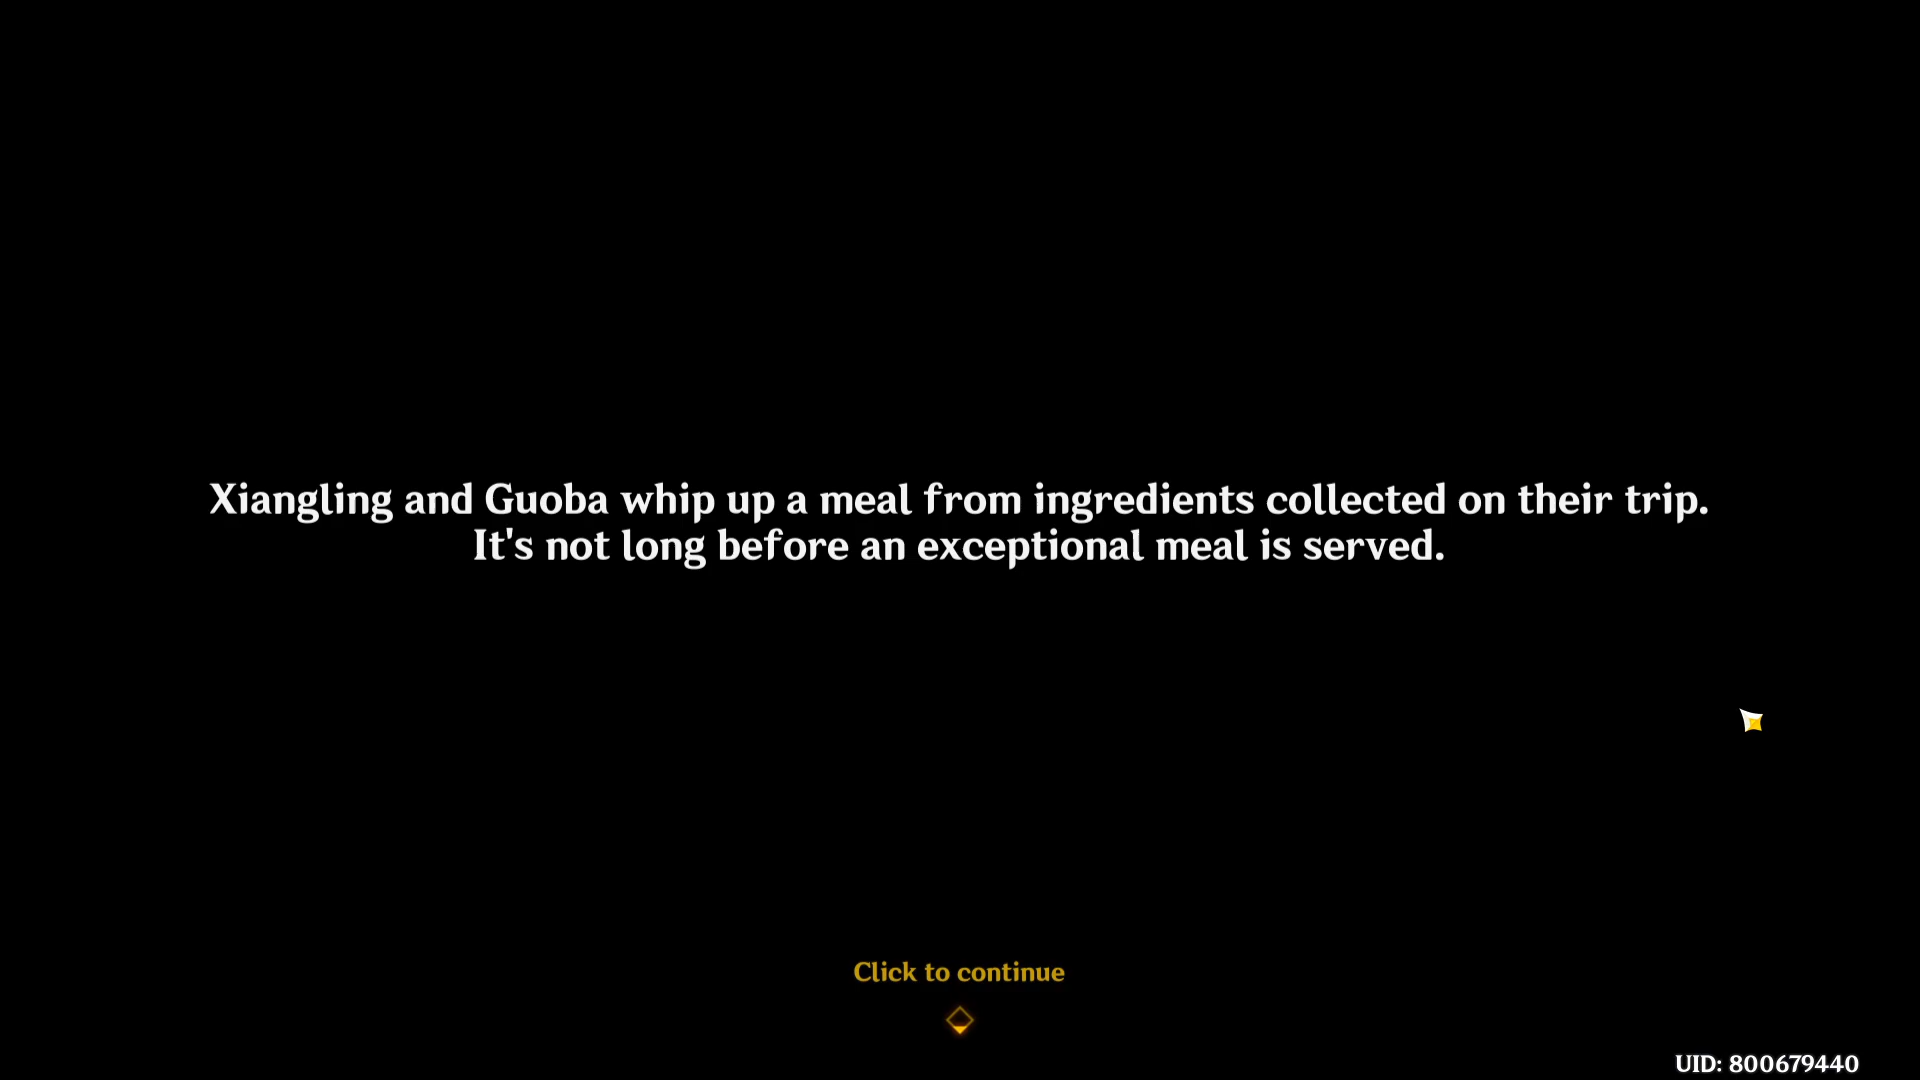 Xiangling and Guoba whip up a meal from ingredients collected on their trip.
It's not long before an exceptional meal is served.
Click to continue
UID: 800679440